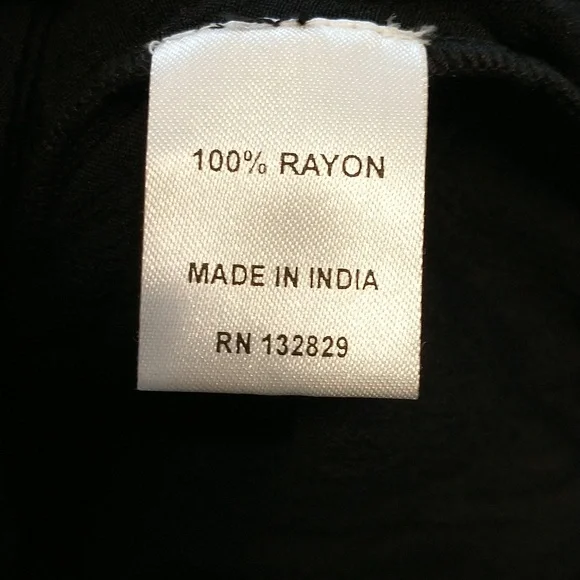 100% RAYON
MADE IN INDIA
RN 132829